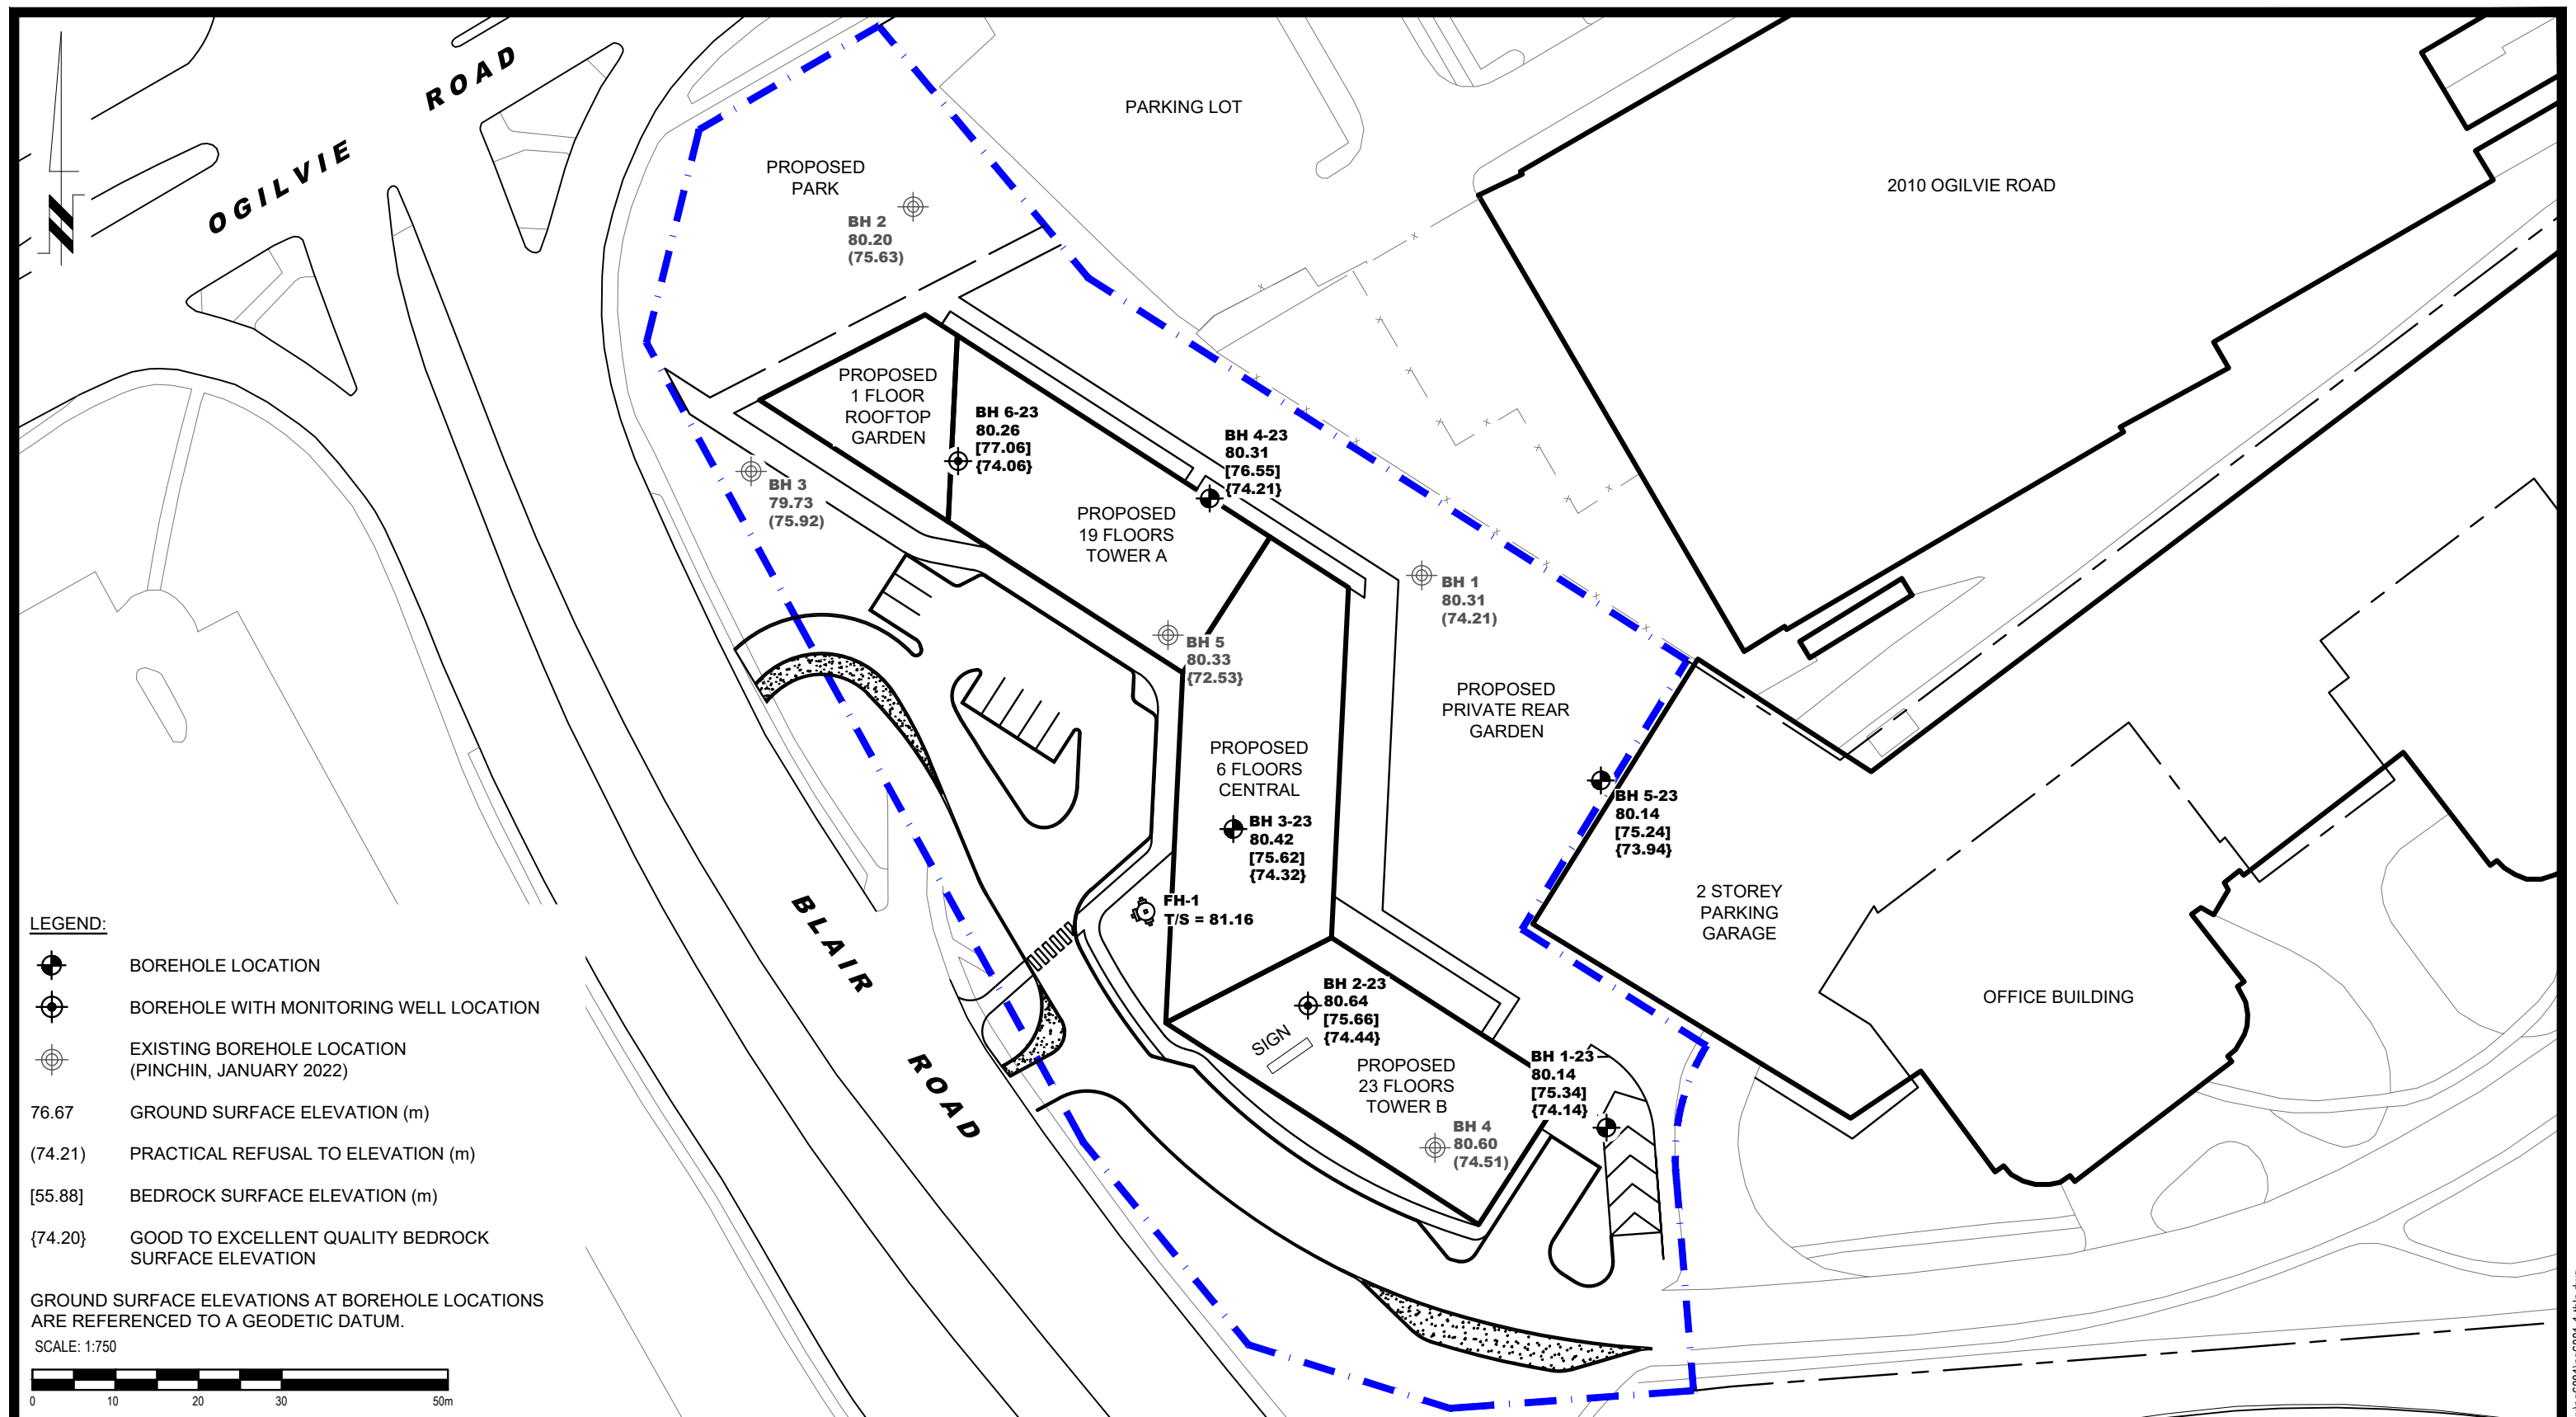 OGILVIE ROAD
PARKING LOT
2010 OGILVIE ROAD
PROPOSED
PARK
BH 2
80.20
(75.63)
PROPOSED
1 FLOOR
ROOFTOP
GARDEN
BH 6-23
80.26
[77.06]
{74.06}
BH 4-23
80.31
[76.55]
{74.21}
BH 3
79.73
(75.92)
PROPOSED
19 FLOORS
TOWER A
BH 1
80.31
(74.21)
BH 5
80.33
{72.53}
PROPOSED
PRIVATE REAR
GARDEN
PROPOSED
6 FLOORS
CENTRAL
BH 3-23
80.42
[75.62]
{74.32}
BH 5-23
80.14
[75.24]
{73.94}
FH-1
T/S = 81.16
2 STOREY
PARKING
GARAGE
OFFICE BUILDING
BLAIR ROAD
BH 2-23
80.64
[75.66]
{74.44}
SIGN
PROPOSED
23 FLOORS
TOWER B
BH 1-23
80.14
[75.34]
{74.14}
BH 4
80.60
(74.51)
LEGEND:
BOREHOLE LOCATION
BOREHOLE WITH MONITORING WELL LOCATION
EXISTING BOREHOLE LOCATION
(PINCHIN, JANUARY 2022)
76.67 GROUND SURFACE ELEVATION (m)
(74.21) PRACTICAL REFUSAL TO ELEVATION (m)
[55.88] BEDROCK SURFACE ELEVATION (m)
{74.20} GOOD TO EXCELLENT QUALITY BEDROCK
SURFACE ELEVATION
GROUND SURFACE ELEVATIONS AT BOREHOLE LOCATIONS
ARE REFERENCED TO A GEODETIC DATUM.
SCALE: 1:750
0 10 20 30 50m